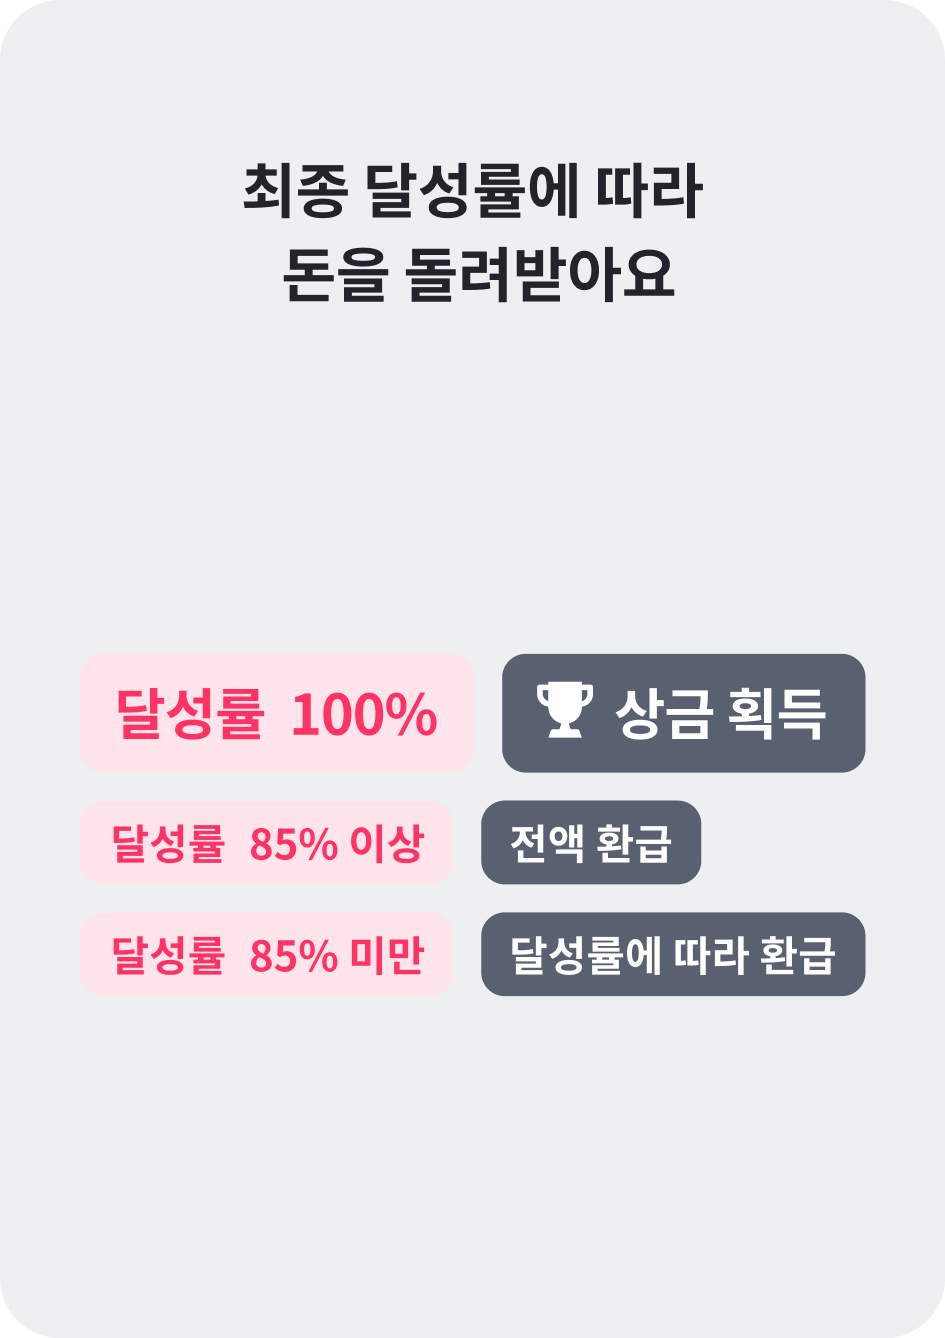 최종 달성률에 따라
돈을 돌려받아요
달성률 100% 상금 획득
달성률 85% 이상 전액 환급
달성률 85% 미만 달성률에 따라 환급